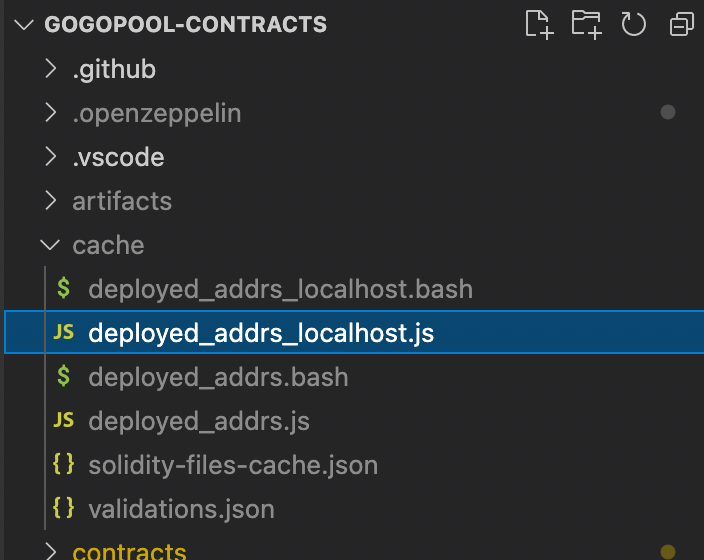 GOGOPOOL-CONTRACTS
.github
.openzeppelin
.vscode
artifacts
cache
$ deployed_addrs_localhost.bash
JS deployed_addrs_localhost.js
$ deployed_addrs.bash
JS deployed_addrs.js
{} solidity-files-cache.json
{} validations.json
contracts